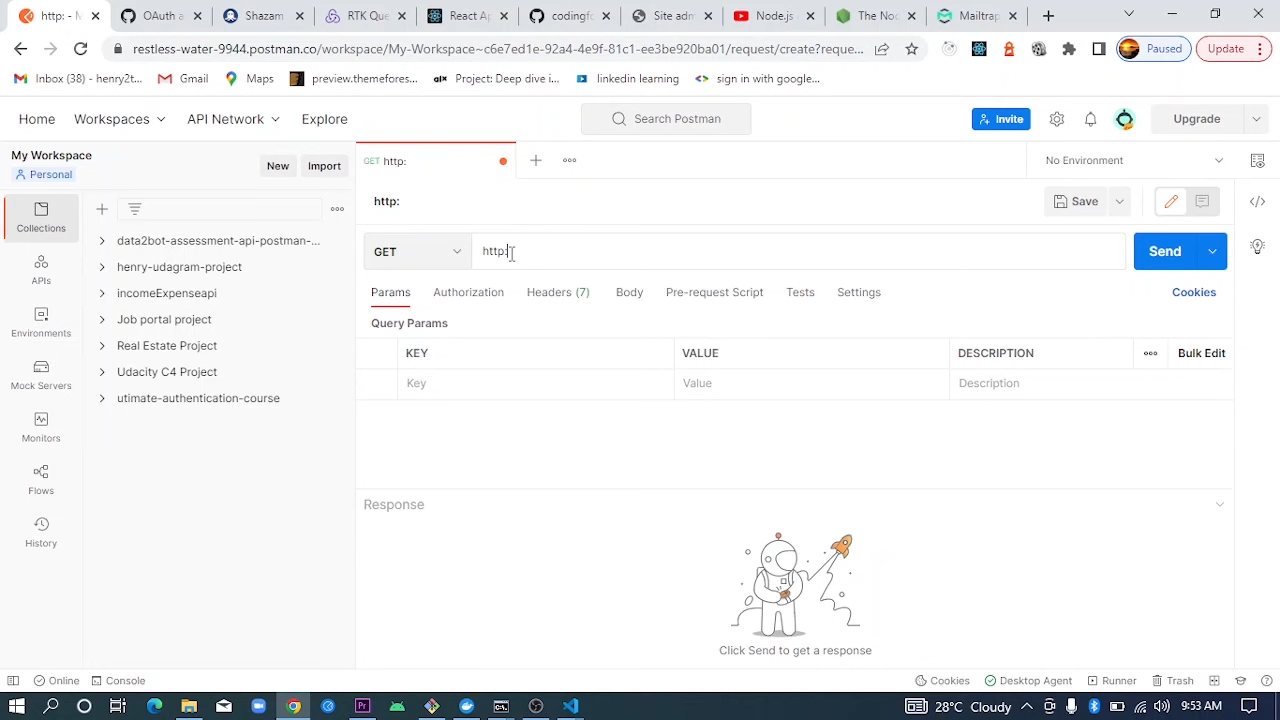 http: - M
OAuth
Shazam
RTK Que
React Ap
codingfo
Site adm
Node.js
The Nod
Mailtrap
restless-water-9944.postman.co/workspace/My-Workspace~c6e7ed1e-92a4-4e9f-81c1-ee3be920ba01/request/create?reque...
Paused
Update
Inbox (38) - henry2t...
Gmail
Maps
preview.themefores...
alx Project: Deep dive i...
linkedin learning
sign in with google...
Home
Workspaces
API Network
Explore
Search Postman
Invite
Upgrade
My Workspace
Personal
New
Import
GET http:
No Environment
http:
Save
Collections
APIs
Environments
Mock Servers
Monitors
Flows
History
data2bot-assessment-api-postman-...
henry-udagram-project
incomeExpenseapi
Job portal project
Real Estate Project
Udacity C4 Project
utimate-authentication-course
GET
http:
Send
Params
Authorization
Headers (7)
Body
Pre-request Script
Tests
Settings
Cookies
Query Params
KEY
VALUE
DESCRIPTION
Bulk Edit
Key
Value
Description
Response
Click Send to get a response
Online
Console
Cookies
Desktop Agent
Runner
Trash
28°C Cloudy
9:53 AM